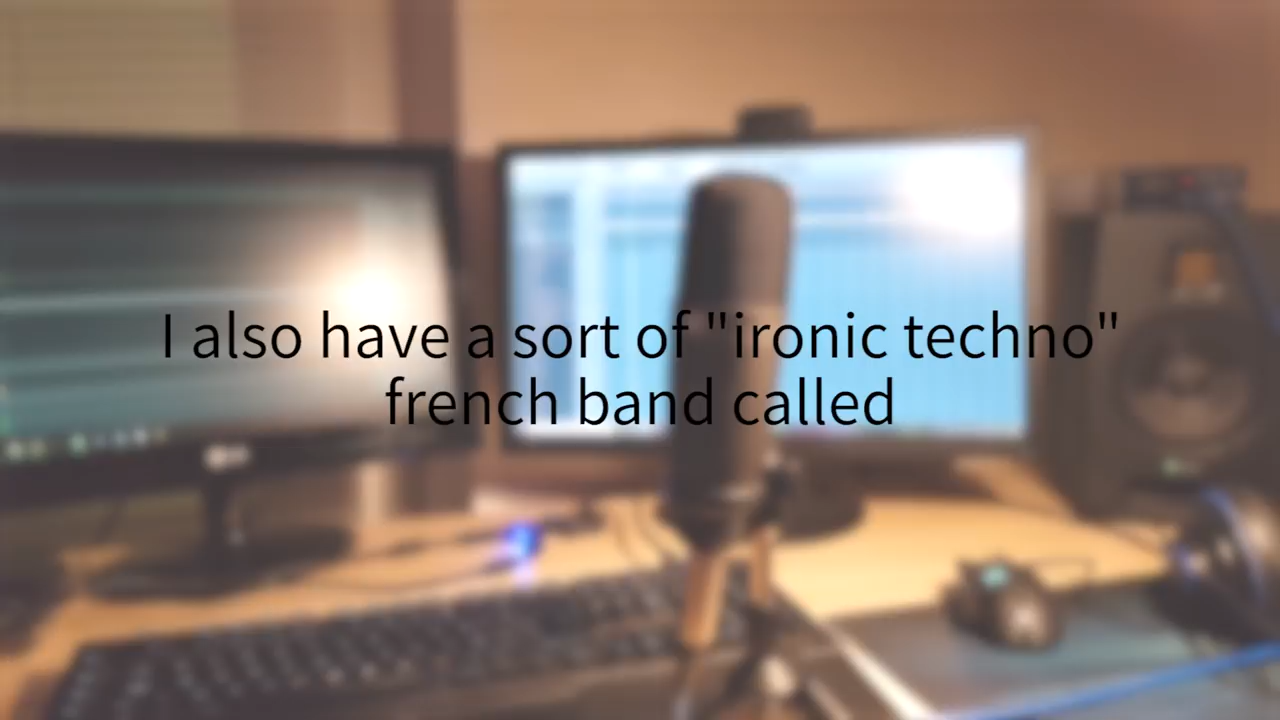 I also have a sort of "ironic techno"
french band called